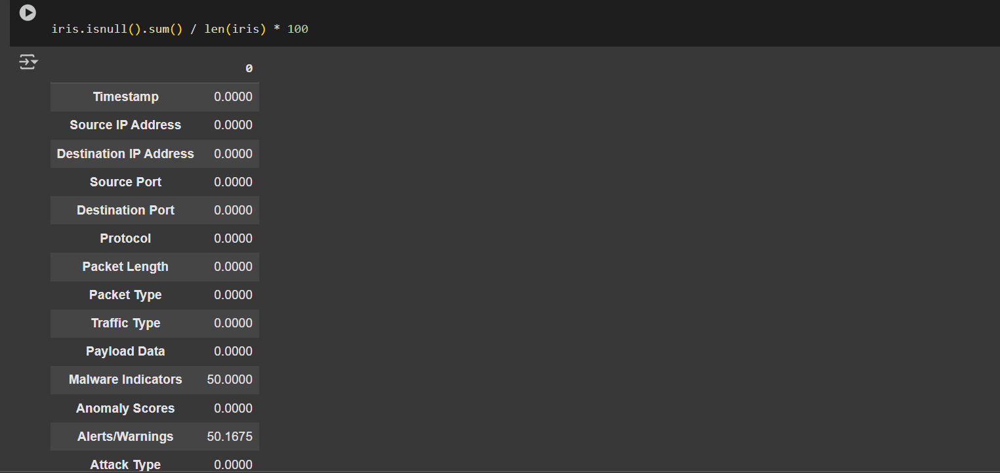 iris.isnull().sum() / len(iris) * 100
0
Timestamp 0.0000
Source IP Address 0.0000
Destination IP Address 0.0000
Source Port 0.0000
Destination Port 0.0000
Protocol 0.0000
Packet Length 0.0000
Packet Type 0.0000
Traffic Type 0.0000
Payload Data 0.0000
Malware Indicators 50.0000
Anomaly Scores 0.0000
Alerts/Warnings 50.1675
Attack Type 0.0000